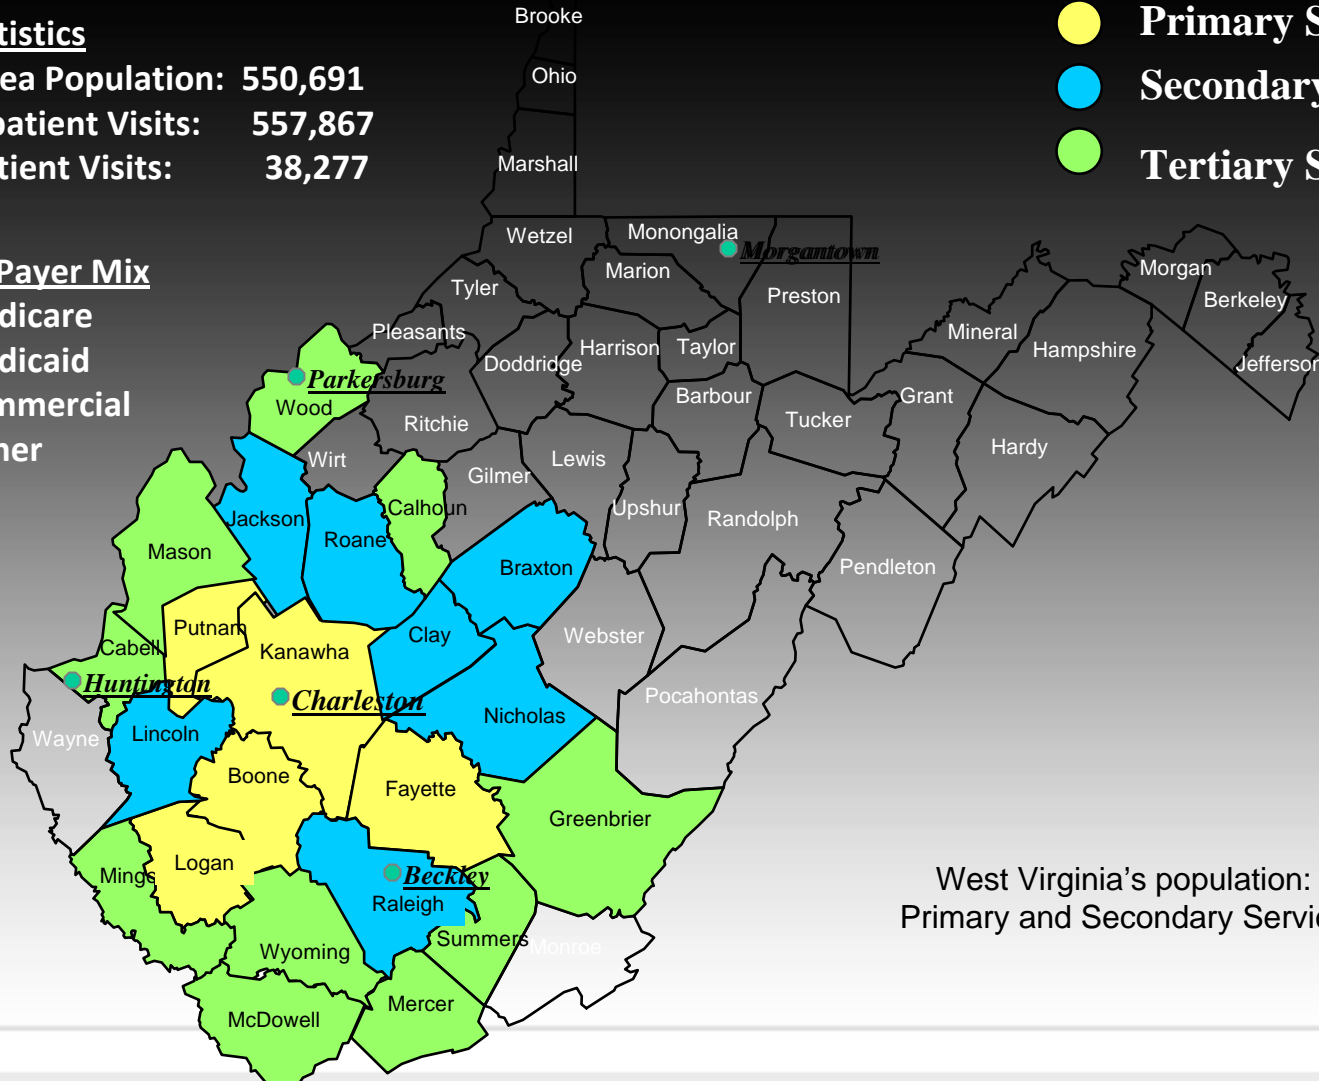 tistics
ea Population: 550,691
patient Visits: 557,867
tient Visits: 38,277
Payer Mix
dicare
dicaid
mmercial
her
Primary S
Secondary
Tertiary S
Brooke
Ohio
Marshall
Wetzel
Monongalia
Morgantown
Marion
Tyler
Preston
Morgan
Berkeley
Pleasants
Mineral
Hampshire
Jefferson
Doddridge
Harrison
Taylor
Parkersburg
Wood
Ritchie
Barbour
Tucker
Grant
Hardy
Wirt
Gilmer
Lewis
Upshur
Randolph
Calhoun
Jackson
Roane
Mason
Braxton
Pendleton
Putnam
Cabell
Kanawha
Clay
Webster
Huntington
Charleston
Pocahontas
Wayne
Lincoln
Nicholas
Boone
Fayette
Greenbrier
Logan
Mingo
Beckley
Raleigh
Summers
Monroe
Wyoming
Mercer
McDowell
West Virginia’s population:
Primary and Secondary Servi